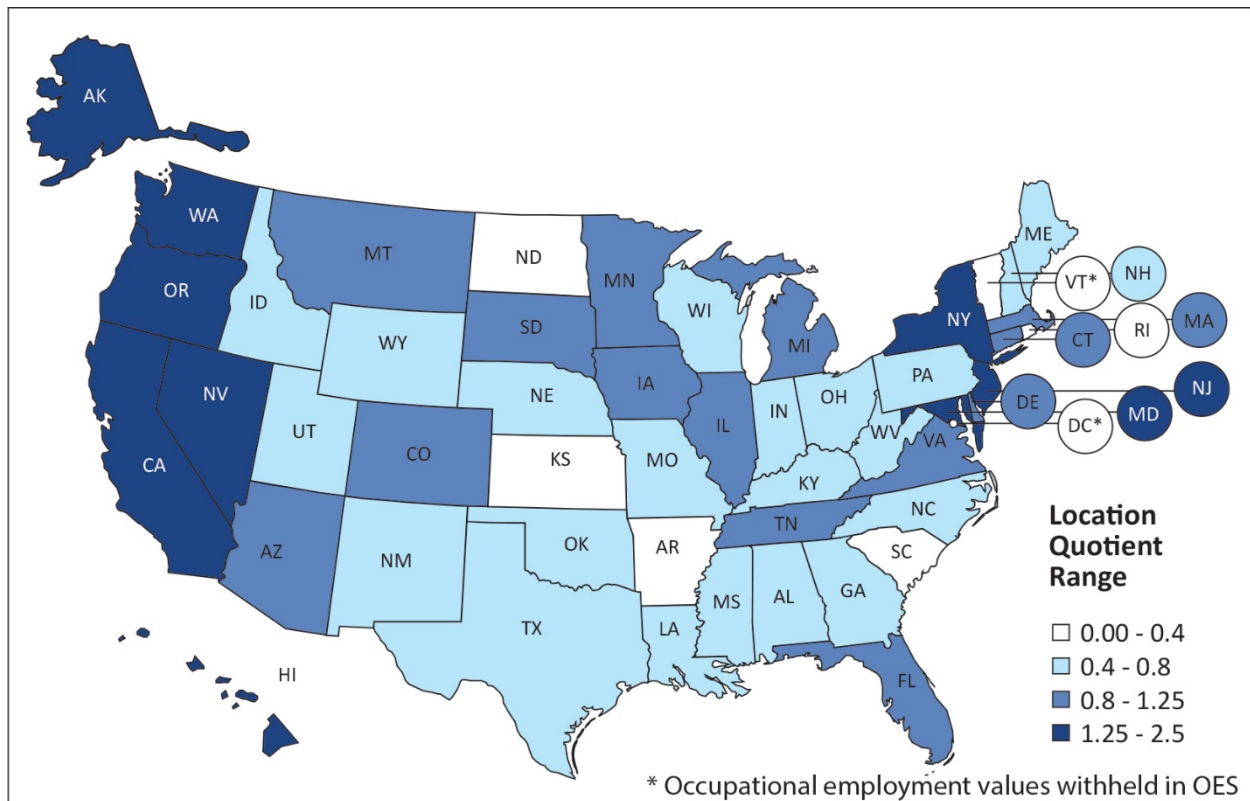 AK
WA
MT
ND
MN
ME
OR
ID
SD
WI
VT*
NH
WY
MI
NY
CT
RI
MA
NV
UT
NE
IA
IL
IN
OH
PA
DE
NJ
CA
CO
KS
MO
WV
VA
DC*
MD
KY
AZ
NM
OK
AR
TN
NC
SC
TX
LA
MS
AL
GA
HI
FL
Location
Quotient
Range
0.00 - 0.4
0.4 - 0.8
0.8 - 1.25
1.25 - 2.5
* Occupational employment values withheld in OES